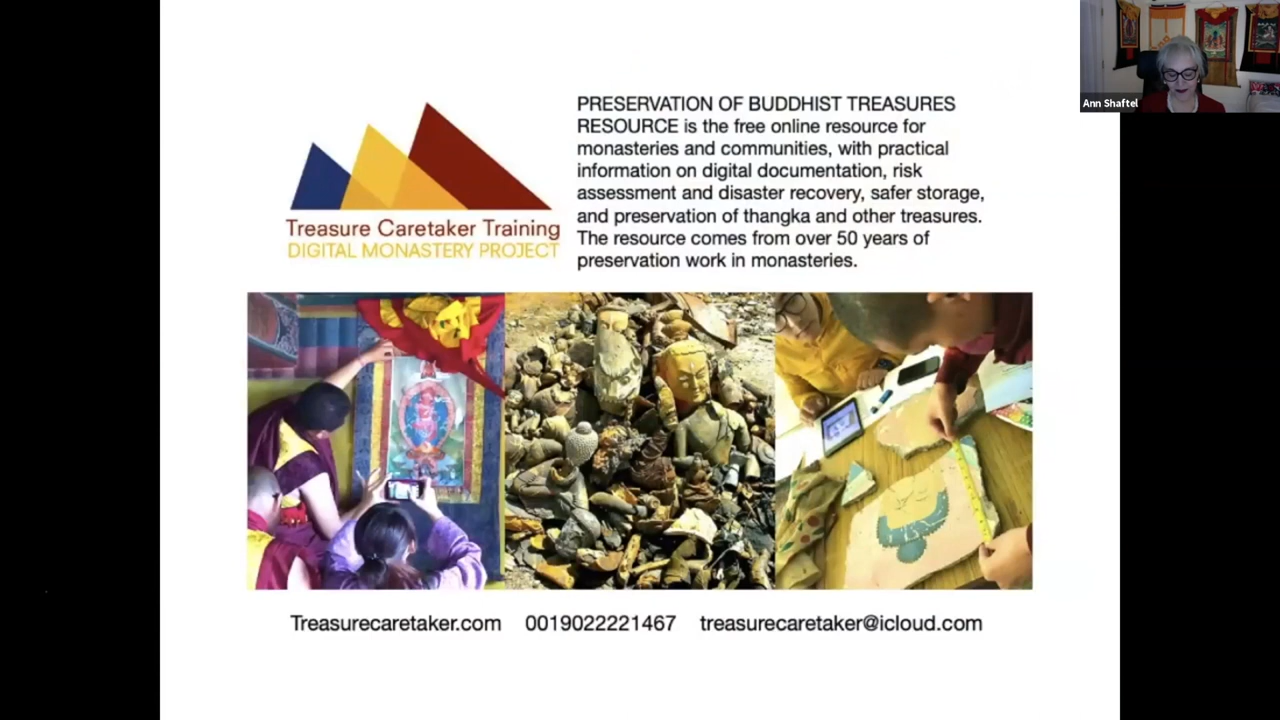 Ann Shaftel
PRESERVATION OF BUDDHIST TREASURES
RESOURCE is the free online resource for
monasteries and communities, with practical
information on digital documentation, risk
assessment and disaster recovery, safer storage,
and preservation of thangka and other treasures.
The resource comes from over 50 years of
preservation work in monasteries.
Treasure Caretaker Training
DIGITAL MONASTERY PROJECT
Treasurecaretaker.com 0019022221467 treasurecaretaker@icloud.com